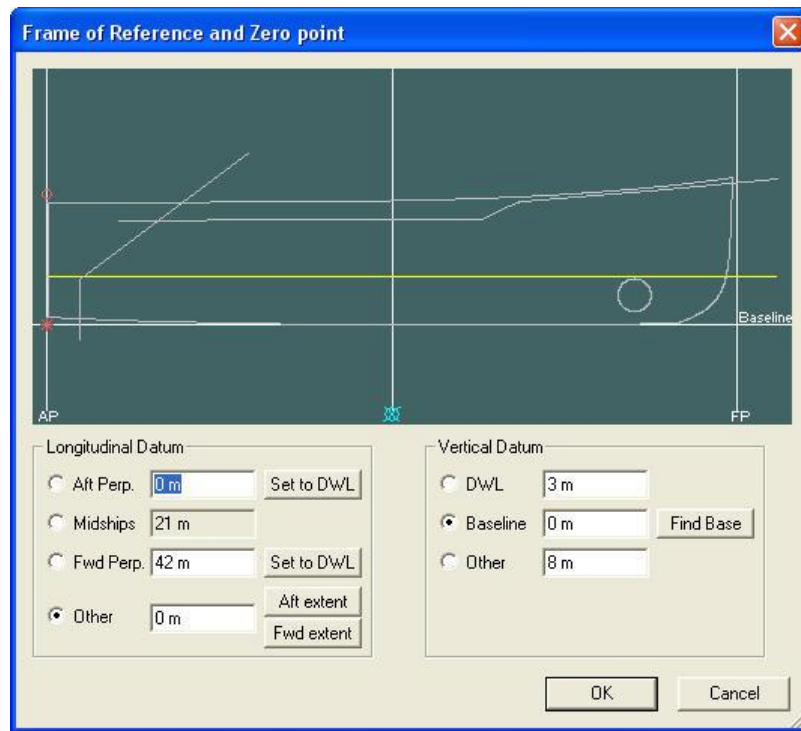 Frame of Reference and Zero point
Baseline
AP FP
Longitudinal Datum
Aft Perp. 0 m Set to DWL
Midships 21 m
Fwd Perp. 42 m Set to DWL
Other 0 m Aft extent
Fwd extent
Vertical Datum
DWL 3 m
Baseline 0 m Find Base
Other 8 m
OK Cancel